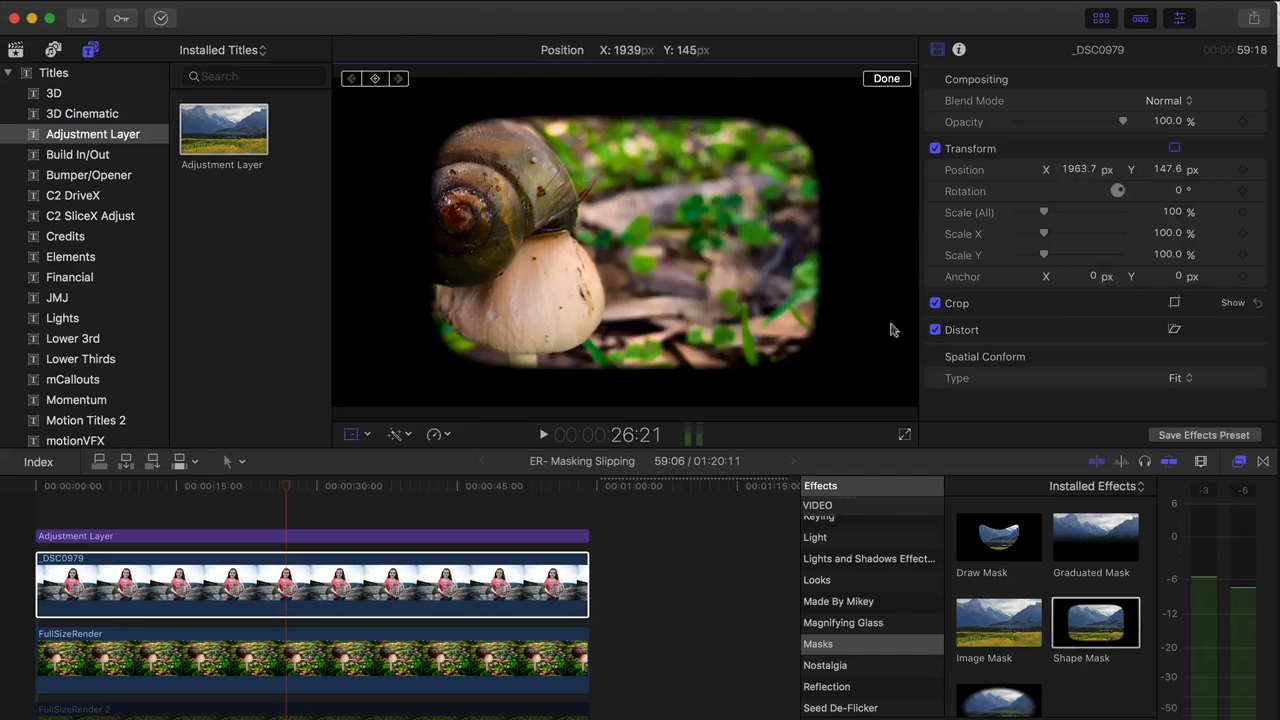 Installed Titles
Position X: 1939px Y: 145px
_DSC0979
00:00:59:18
Titles
Search
3D
3D Cinematic
Adjustment Layer
Build In/Out
Bumper/Opener
C2 DriveX
C2 SliceX Adjust
Credits
Elements
Financial
JMJ
Lights
Lower 3rd
Lower Thirds
mCallouts
Momentum
Motion Titles 2
motionVFX
Adjustment Layer
Done
Compositing
Blend Mode Normal
Opacity 100.0 %
Transform
Position X 1963.7 px Y 147.6 px
Rotation 0 °
Scale (All) 100 %
Scale X 100.0 %
Scale Y 100.0 %
Anchor X 0 px Y 0 px
Crop Show
Distort
Spatial Conform
Type Fit
00:00:26:21
Save Effects Preset
Index
ER- Masking Slipping 59:06 / 01:20:11
00:00:00:00 00:00:15:00 00:00:30:00 00:00:45:00 00:01:00:00 00:01:15:00
Adjustment Layer
_DSC0979
FullSizeRender
FullSizeRender 2
Effects
Installed Effects
VIDEO
Keying
Light
Lights and Shadows Effect...
Looks
Made By Mikey
Magnifying Glass
Masks
Nostalgia
Reflection
Seed De-Flicker
Draw Mask
Graduated Mask
Image Mask
Shape Mask
-3 -6
6
0
-6
-12
-20
-30
-50